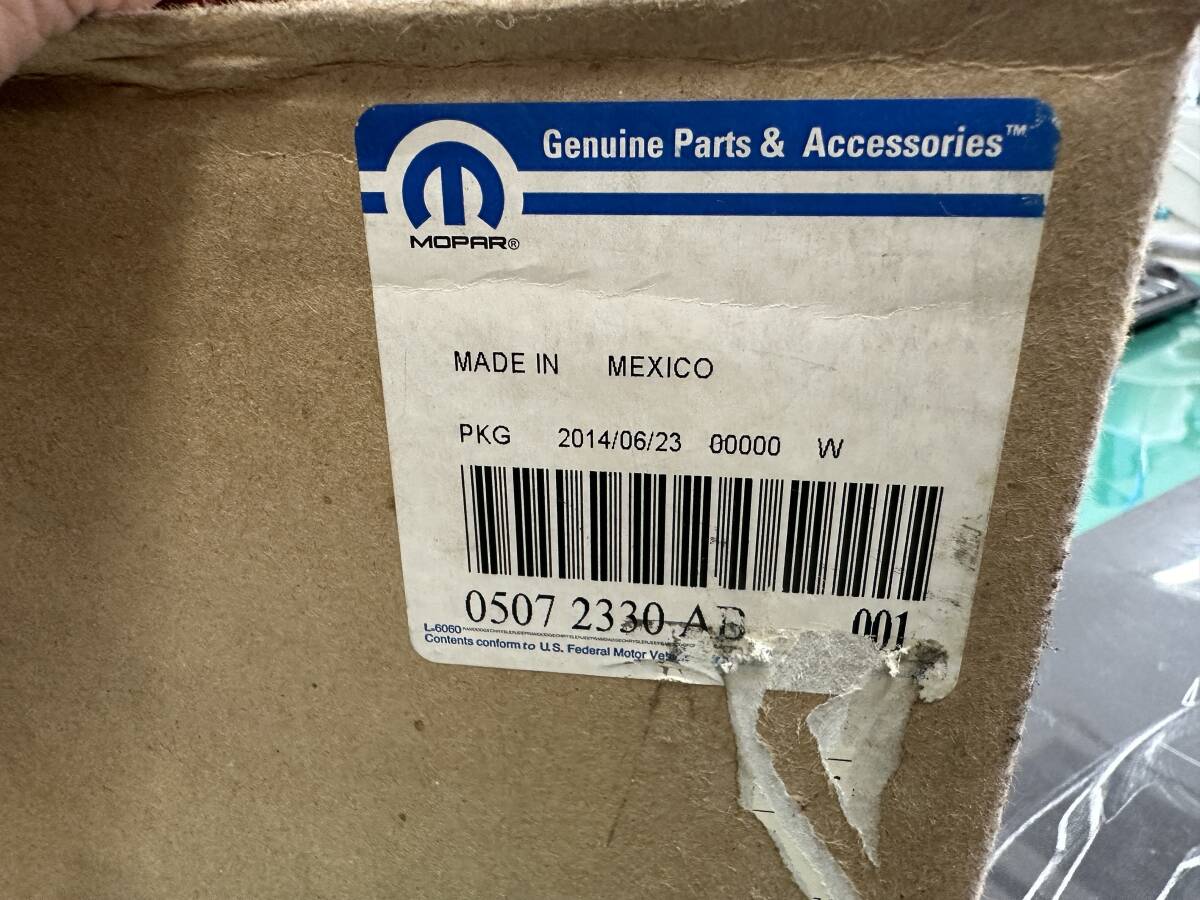 Genuine Parts & Accessories™
MOPAR®
MADE IN MEXICO
PKG 2014/06/23 00000 W
0507 2330 AB 001
L-6060
Contents conform to U.S. Federal Motor